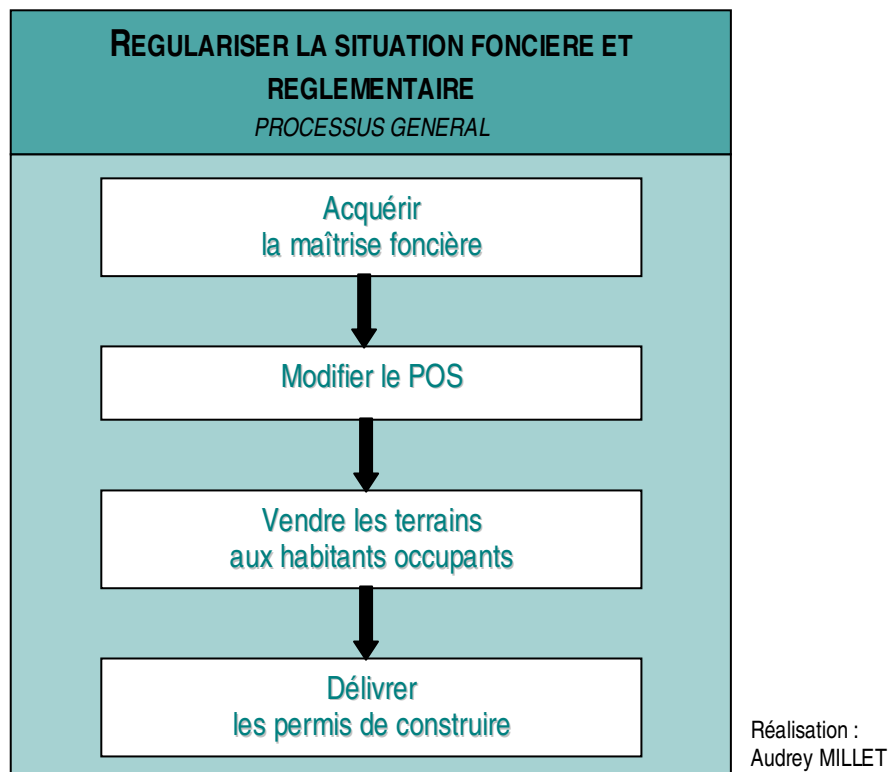 REGULARISER LA SITUATION FONCIERE ET
REGLEMENTAIRE
PROCESSUS GENERAL
Acquérir
la maîtrise foncière
Modifier le POS
Vendre les terrains
aux habitants occupants
Délivrer
les permis de construire
Réalisation :
Audrey MILLET